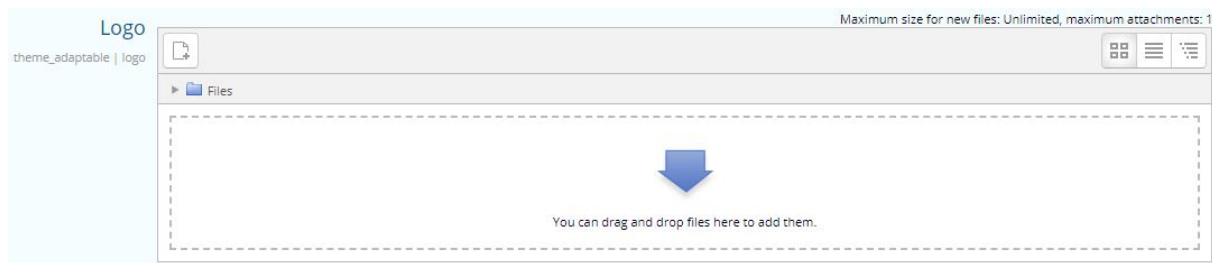 Maximum size for new files: Unlimited, maximum attachments: 1
Logo
theme_adaptable | logo
Files
You can drag and drop files here to add them.